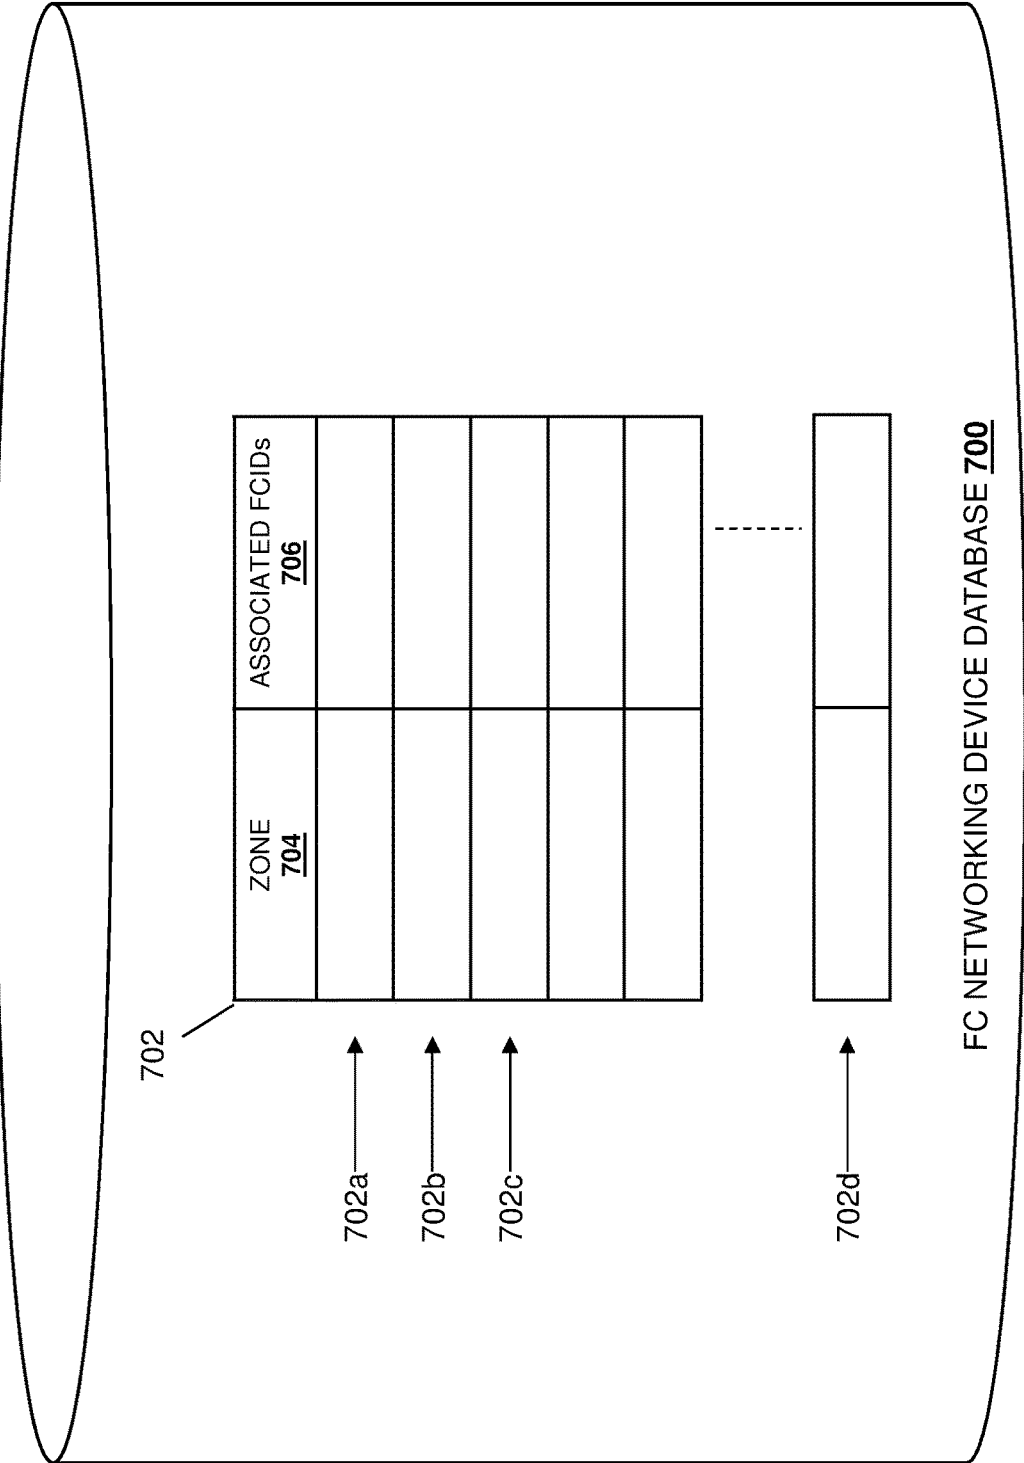 702
ZONE
704
ASSOCIATED FCIDs
706
702a
702b
702c
702d
FC NETWORKING DEVICE DATABASE 700